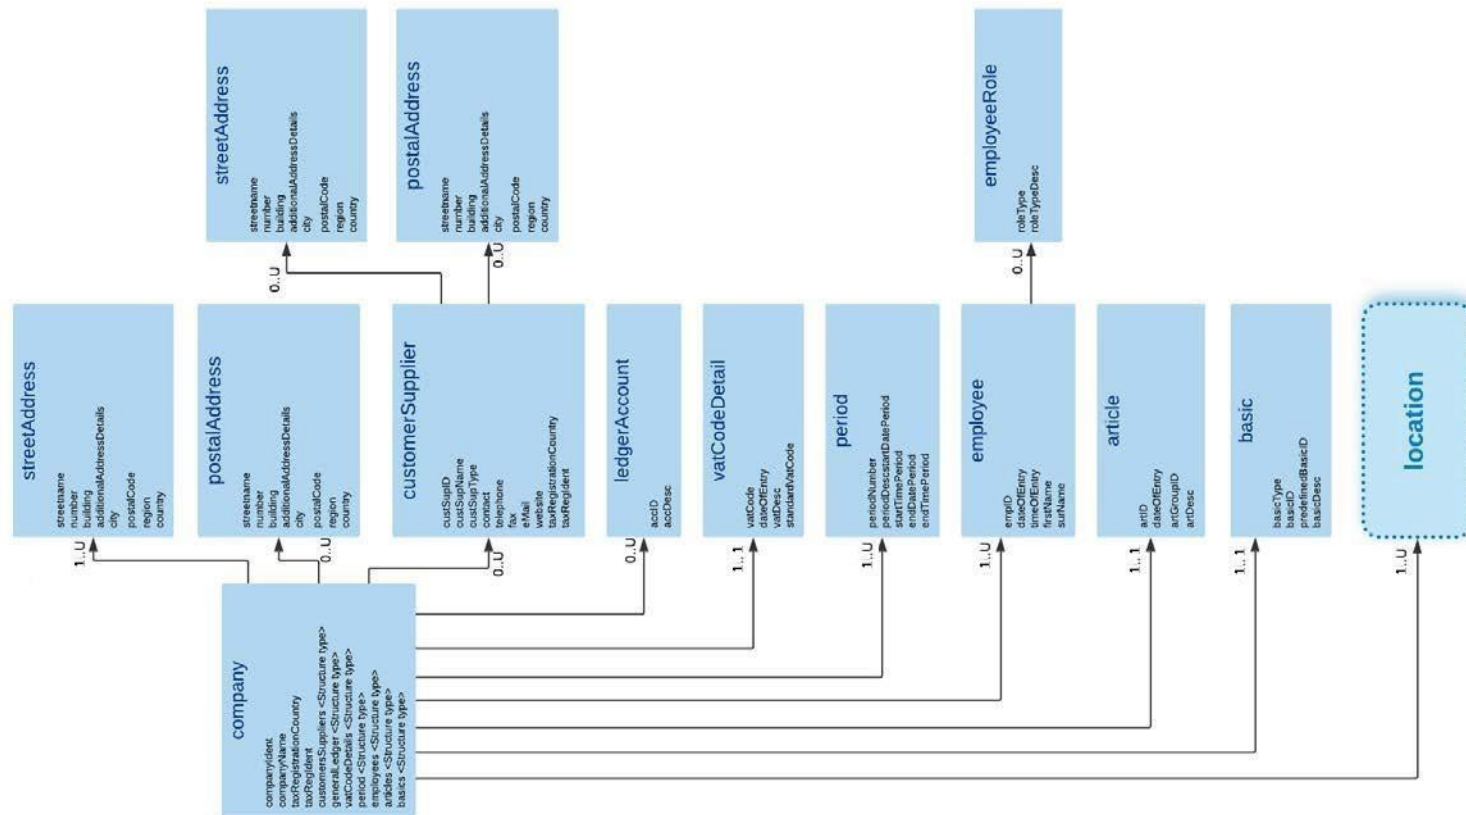 company
companyIdent
companyName
taxRegistrationCountry
taxRegIdent
customersSuppliers <Structure type>
generalLedger <Structure type>
vatCodeDetails <Structure type>
period <Structure type>
employees <Structure type>
articles <Structure type>
basics <Structure type>
1..U
streetAddress
streetname
number
building
additionalAddressDetails
city
postalCode
region
country
0..U
postalAddress
streetname
number
building
additionalAddressDetails
city
postalCode
region
country
0..U
customerSupplier
custSupID
custSupName
custSupType
contact
telephone
fax
eMail
website
taxRegistrationCountry
taxRegIdent
0..U
streetAddress
streetname
number
building
additionalAddressDetails
city
postalCode
region
country
0..U
postalAddress
streetname
number
building
additionalAddressDetails
city
postalCode
region
country
0..U
ledgerAccount
accID
accDesc
1.. 1
vatCodeDetail
vatCode
dateOfEntry
vatDesc
standardVatCode
1..U
period
periodNumber
periodDescstartDatePeriod
startTimePeriod
endDatePeriod
endTimePeriod
1..U
employee
empID
dateOfEntry
timeOfEntry
firstName
surName
0..U
employeeRole
roleType
roleTypeDesc
1.. 1
article
artID
dateOfEntry
artGroupID
artDesc
1..1
basic
basicType
basicID
predefinedBasicID
basicDesc
1..U
location